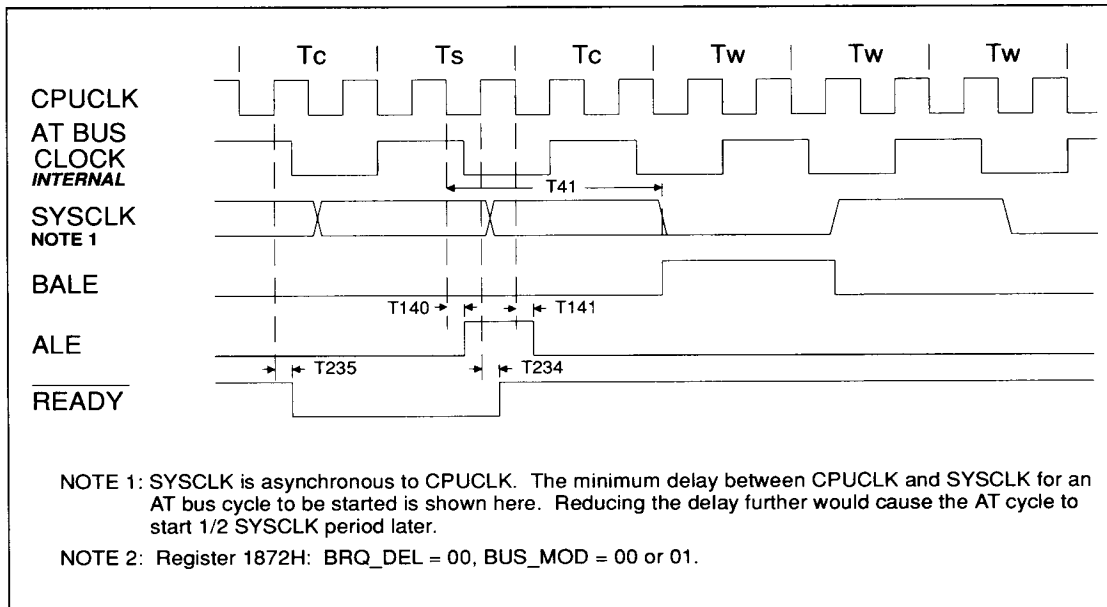 Tc Ts Tc Tw Tw Tw
CPUCLK
AT BUS
CLOCK
INTERNAL
T41
SYSCLK
NOTE 1
BALE
T140 T141
ALE
T235 T234
READY
NOTE 1: SYSCLK is asynchronous to CPUCLK. The minimum delay between CPUCLK and SYSCLK for an
AT bus cycle to be started is shown here. Reducing the delay further would cause the AT cycle to
start 1/2 SYSCLK period later.
NOTE 2: Register 1872H: BRQ_DEL = 00, BUS_MOD = 00 or 01.